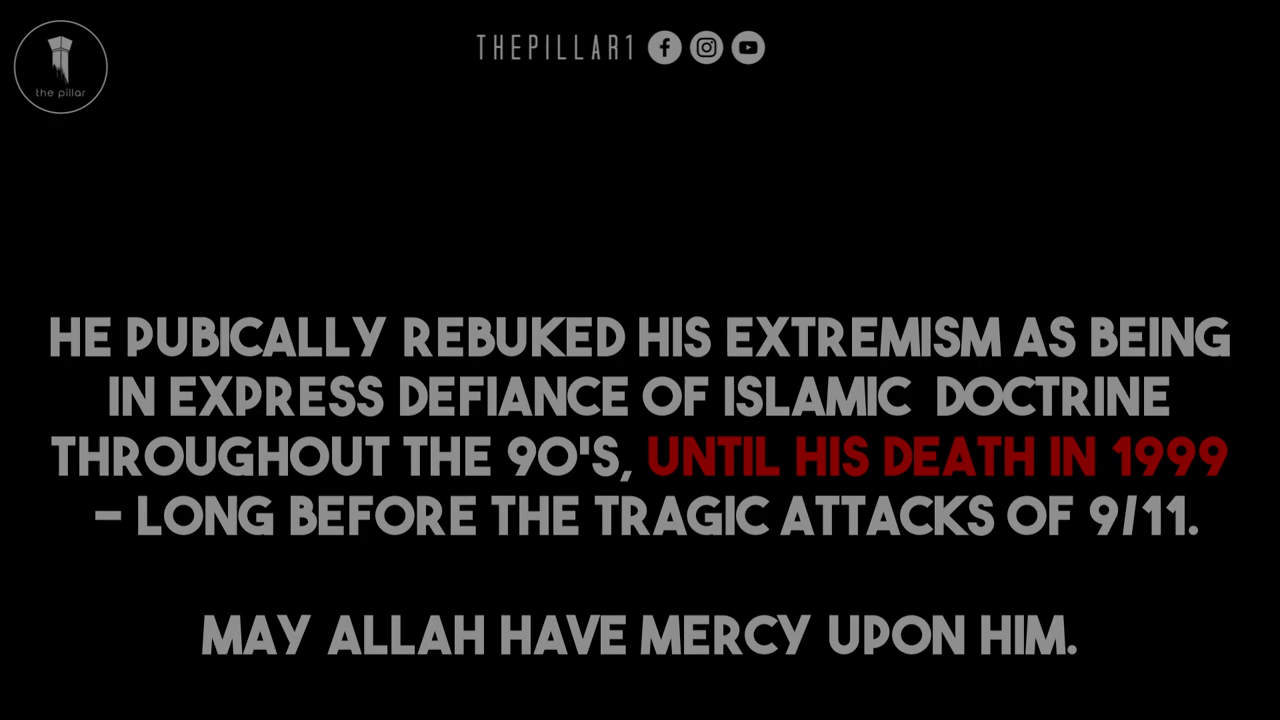 the pillar
THEPILLAR1
HE PUBICALLY REBUKED HIS EXTREMISM AS BEING
IN EXPRESS DEFIANCE OF ISLAMIC DOCTRINE
THROUGHOUT THE 90'S, UNTIL HIS DEATH IN 1999
– LONG BEFORE THE TRAGIC ATTACKS OF 9/11.
MAY ALLAH HAVE MERCY UPON HIM.